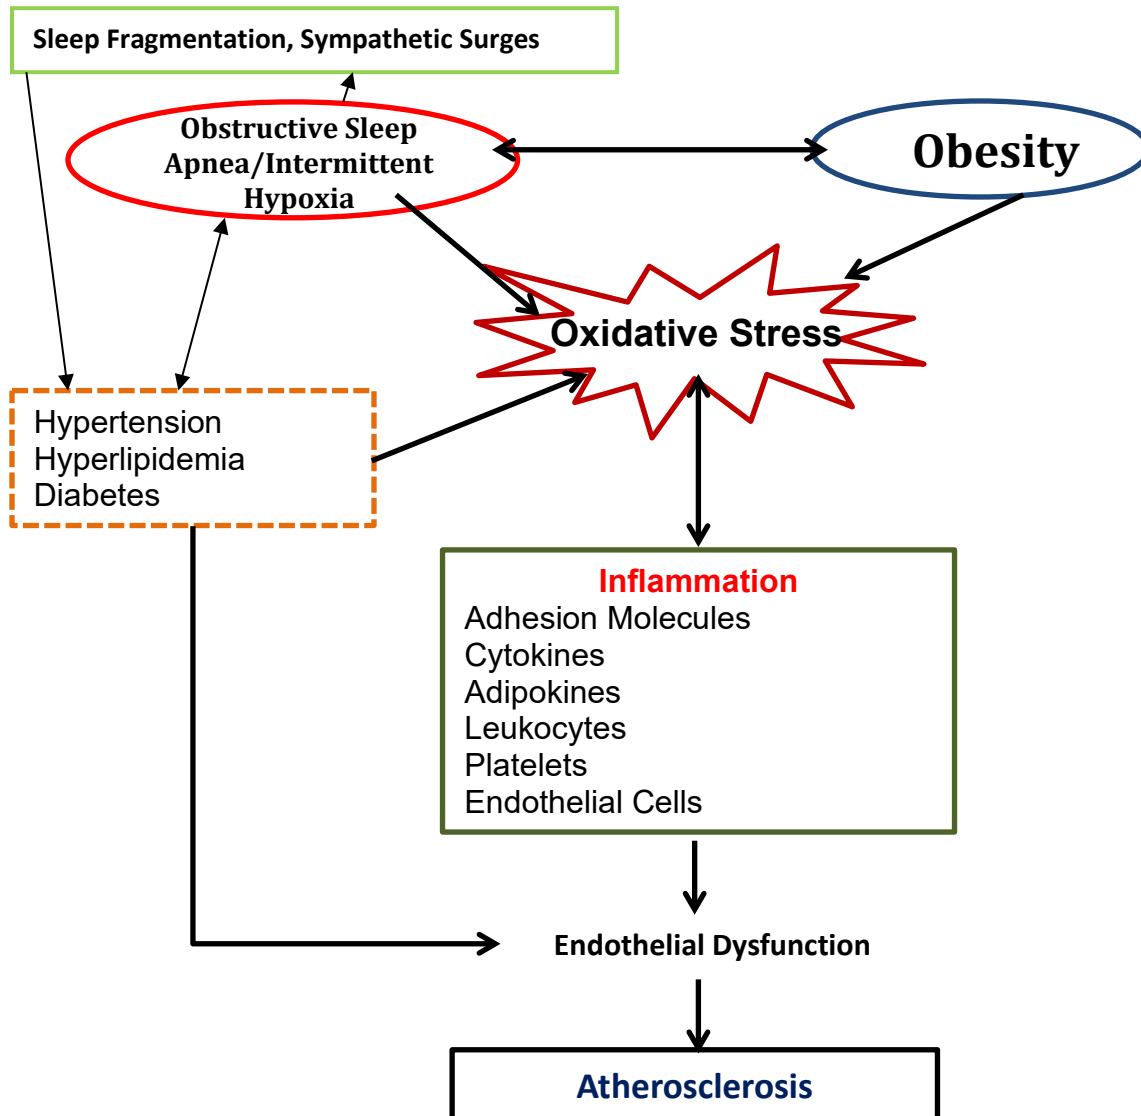 Sleep Fragmentation, Sympathetic Surges
Obstructive Sleep
Apnea/Intermittent
Hypoxia
Obesity
Oxidative Stress
Hypertension
Hyperlipidemia
Diabetes
Inflammation
Adhesion Molecules
Cytokines
Adipokines
Leukocytes
Platelets
Endothelial Cells
Endothelial Dysfunction
Atherosclerosis